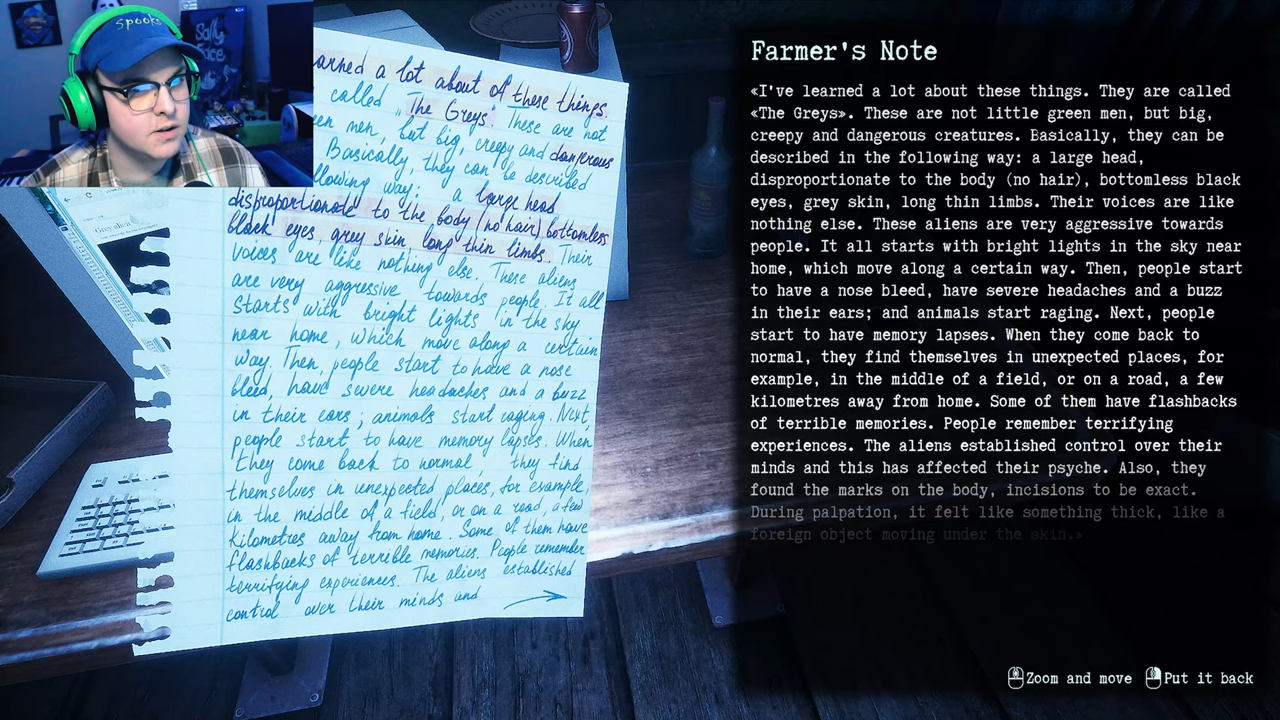 spooks
Sally
Face
arned a lot about of these things.
called „The Greys". These are not
en men, but big, creepy and dangerous
Basically, they can be described
llowing way: a large head
disproportionate to the body (no hair) bottomless
black eyes, grey skin, long thin limbs. Their
voices are like nothing else. These aliens
are very aggressive towards people. It all
starts with bright lights in the sky
near home, which move along a certain
way. Then, people start to have a nose
bleed, have severe headaches and a buzz
in their ears; animals start raging. Next,
people start to have memory lapses. When
they come back to normal, they find
themselves in unexpected places, for example,
in the middle of a field, or on a road, a few
kilometres away from home. Some of them have
flashbacks of terrible memories. People remember
terrifying experiences. The aliens established
control over their minds and
Grey alien
Farmer's Note
«I've learned a lot about these things. They are called
«The Greys». These are not little green men, but big,
creepy and dangerous creatures. Basically, they can be
described in the following way: a large head,
disproportionate to the body (no hair), bottomless black
eyes, grey skin, long thin limbs. Their voices are like
nothing else. These aliens are very aggressive towards
people. It all starts with bright lights in the sky near
home, which move along a certain way. Then, people start
to have a nose bleed, have severe headaches and a buzz
in their ears; and animals start raging. Next, people
start to have memory lapses. When they come back to
normal, they find themselves in unexpected places, for
example, in the middle of a field, or on a road, a few
kilometres away from home. Some of them have flashbacks
of terrible memories. People remember terrifying
experiences. The aliens established control over their
minds and this has affected their psyche. Also, they
found the marks on the body, incisions to be exact.
During palpation, it felt like something thick, like a
foreign object moving under the skin.»
Zoom and move Put it back